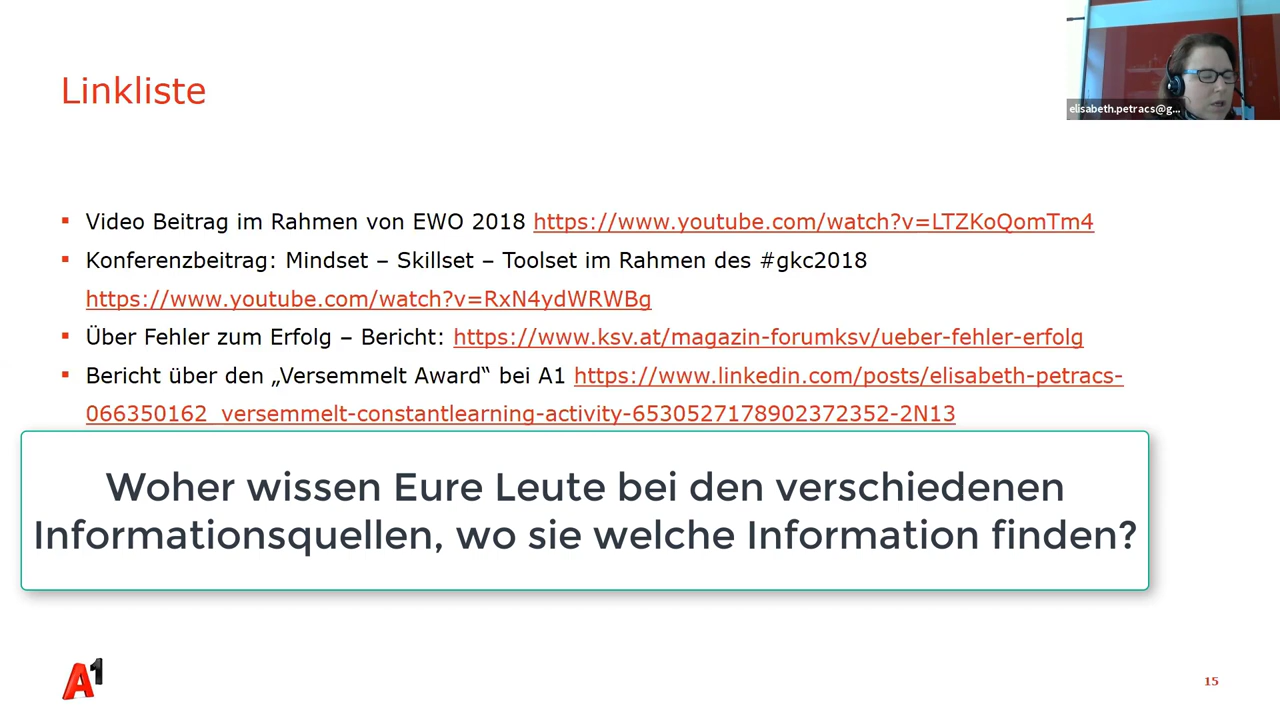 Linkliste
elisabeth.petracs@g...
▪ Video Beitrag im Rahmen von EWO 2018 https://www.youtube.com/watch?v=LTZKoQomTm4
▪ Konferenzbeitrag: Mindset – Skillset – Toolset im Rahmen des #gkc2018
https://www.youtube.com/watch?v=RxN4ydWRWBg
▪ Über Fehler zum Erfolg – Bericht: https://www.ksv.at/magazin-forumksv/ueber-fehler-erfolg
▪ Bericht über den „Versemmelt Award“ bei A1 https://www.linkedin.com/posts/elisabeth-petracs-
066350162_versemmelt-constantlearning-activity-6530527178902372352-2N13
Woher wissen Eure Leute bei den verschiedenen
Informationsquellen, wo sie welche Information finden?
A1
15